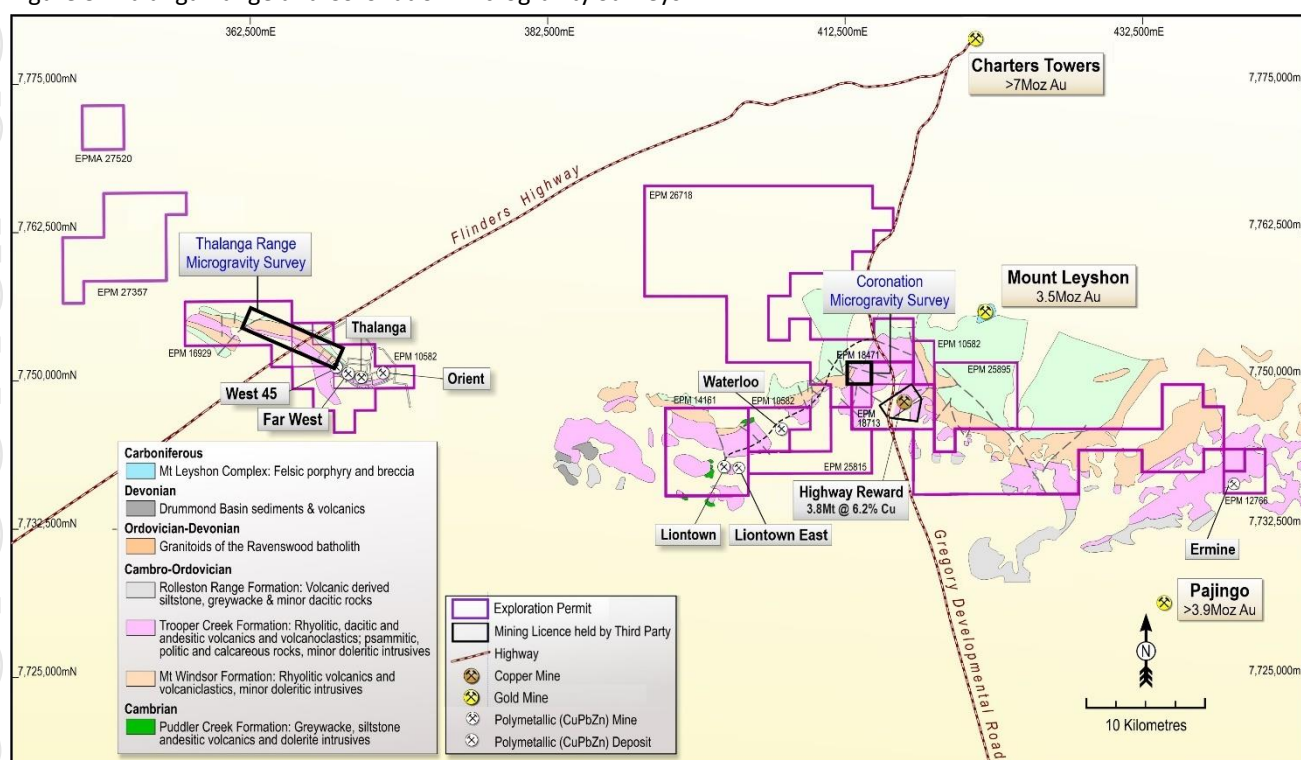 362,500mE
382,500mE
412,500mE
432,500mE
7,775,000mN
7,775,000mN
Charters Towers
>7Moz Au
EPMA 27520
Flinders Highway
EPM 26718
7,762,500mN
7,762,500mN
Thalanga Range
Microgravity Survey
EPM 27357
Coronation
Microgravity Survey
Mount Leyshon
3.5Moz Au
Thalanga
EPM 16929
EPM 10582
EPM 10582
EPM 18471
EPM 25895
7,750,000mN
7,750,000mN
Orient
West 45
Far West
Waterloo
EPM 14161
EPM 10582
EPM
18713
EPM 25815
Highway Reward
3.8Mt @ 6.2% Cu
EPM 12766
Liontown
Liontown East
Ermine
7,732,500mN
7,732,500mN
Gregory Developmental Road
Pajingo
>3.9Moz Au
7,725,000mN
7,725,000mN
N
10 Kilometres
Carboniferous
Mt Leyshon Complex: Felsic porphyry and breccia
Devonian
Drummond Basin sediments & volcanics
Ordovician-Devonian
Granitoids of the Ravenswood batholith
Cambro-Ordovician
Rolleston Range Formation: Volcanic derived
siltstone, greywacke & minor dacitic rocks
Trooper Creek Formation: Rhyolitic, dacitic and
andesitic volcanics and volcanoclastics; psammitic,
politic and calcareous rocks, minor doleritic intrusives
Mt Windsor Formation: Rhyolitic volcanics and
volcaniclastics, minor doleritic intrusives
Cambrian
Puddler Creek Formation: Greywacke, siltstone
andesitic volcanics and dolerite intrusives
Exploration Permit
Mining Licence held by Third Party
Highway
Copper Mine
Gold Mine
Polymetallic (CuPbZn) Mine
Polymetallic (CuPbZn) Deposit